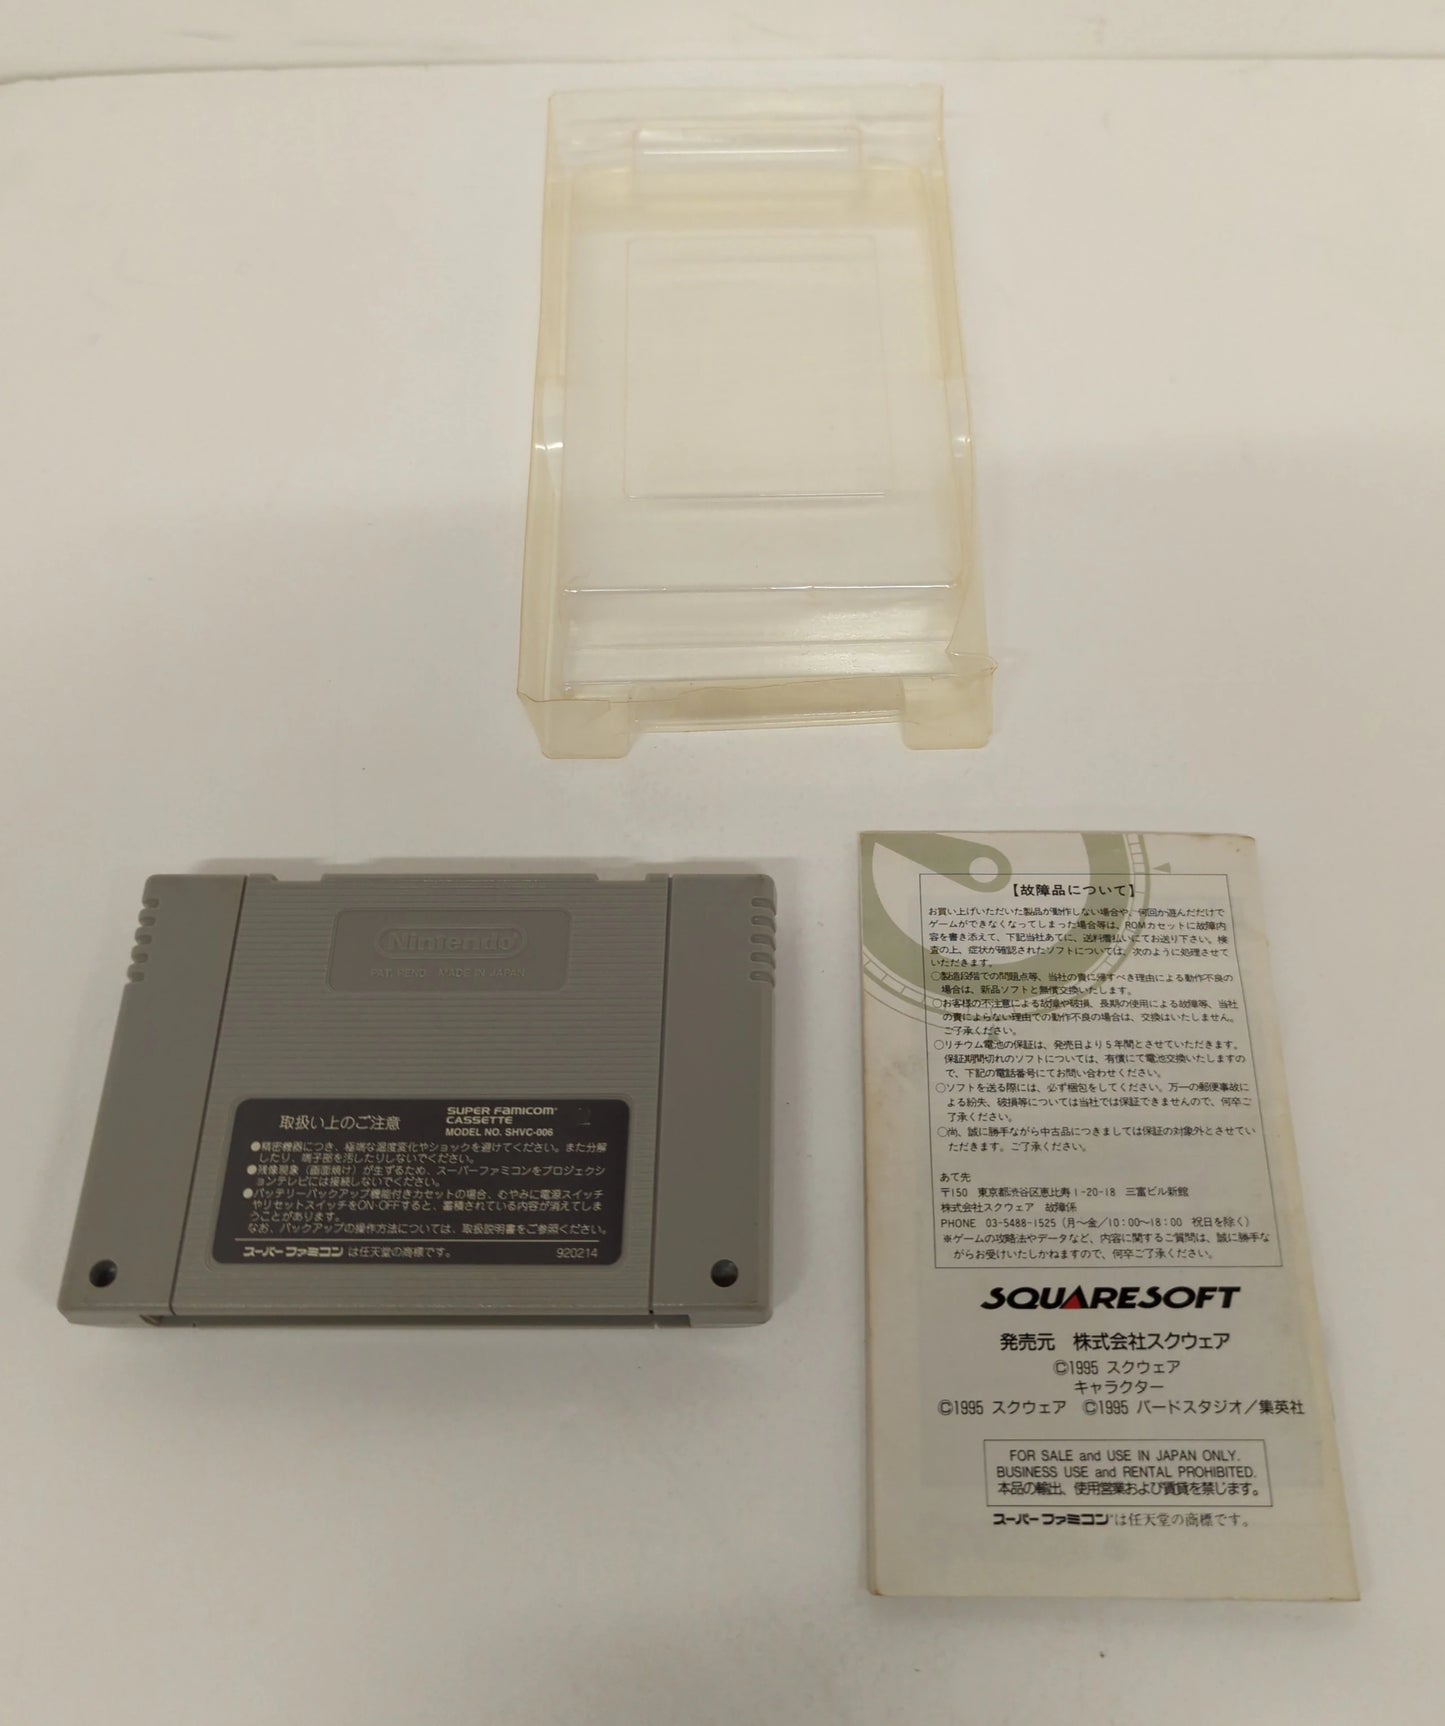 Nintendo
PAT. PEND. MADE IN JAPAN
取扱い上のご注意
SUPER FAMICOM
CASSETTE
MODEL NO. SHVC-006
●精密機器につき、極端な温度変化やショックを避けてください。また分解
したり、端子部を汚したりしないでください。
●残像現象(画面焼け)が生ずるため、スーパーファミコンをプロジェクシ
ョンテレビには接続しないでください。
●バッテリーバックアップ機能付きカセットの場合、むやみに電源スイッチ
やリセットスイッチをON・OFFすると、蓄積されている内容が消えてしま
うことがあります。
なお、バックアップの操作方法については、取扱説明書をご参照ください。
スーパーファミコンは任天堂の商標です。
920214
【故障品について】
お買い上げいただいた製品が動作しない場合や、何回か遊んだだけで
ゲームができなくなってしまった場合等は、ROMカセットに故障内
容を書き添えて、下記当社あてに、送料着払いにてお送り下さい。検
査の上、症状が確認されたソフトについては、次のように処理させて
いただきます。
○製造段階での問題点等、当社の責に帰すべき理由による動作不良の
場合は、新品ソフトと無償交換いたします。
○お客様の不注意による故障や破損、長期の使用による故障等、当社
の責によらない理由での動作不良の場合は、交換はいたしません。
ご了承ください。
○リチウム電池の保証は、発売日より5年間とさせていただきます。
保証期間切れのソフトについては、有償にて電池交換いたしますの
で、下記の電話番号にてお問い合わせください。
○ソフトを送る際には、必ず梱包をしてください。万一の郵便事故に
よる紛失、破損等については当社では保証できませんので、何卒ご
了承ください。
○尚、誠に勝手ながら中古品につきましては保証の対象外とさせてい
ただきます。ご了承ください。
あて先
〒150 東京都渋谷区恵比寿1-20-18 三富ビル新館
株式会社スクウェア 故障係
PHONE 03-5488-1525(月〜金/10:00〜18:00 祝日を除く)
※ゲームの攻略法やデータなど、内容に関するご質問は、誠に勝手な
がらお受けいたしかねますので、何卒ご了承ください。
SQUARESOFT
発売元 株式会社スクウェア
©1995 スクウェア
キャラクター
©1995 スクウェア ©1995 バードスタジオ/集英社
FOR SALE and USE IN JAPAN ONLY.
BUSINESS USE and RENTAL PROHIBITED.
本品の輸出、使用営業および賃貸を禁じます。
スーパーファミコンは任天堂の商標です。